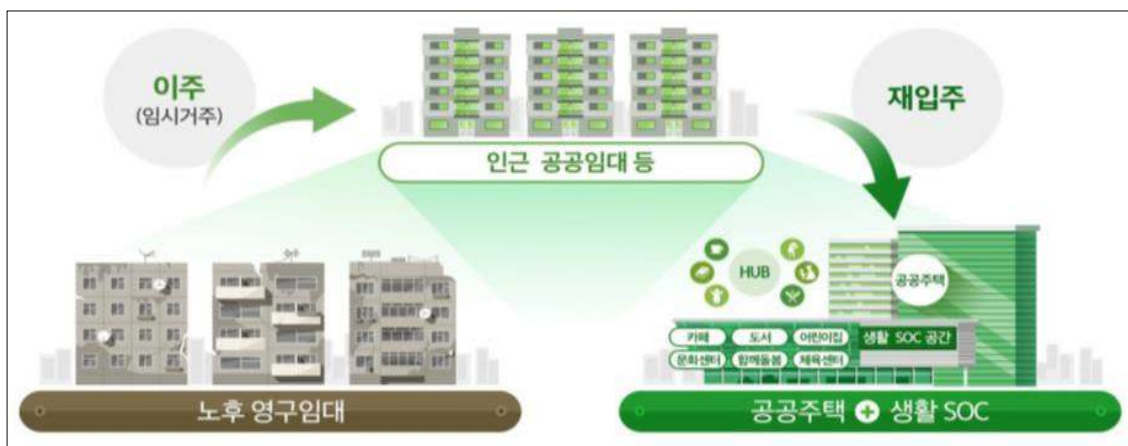 이주
(임시거주)
재입주
인근 공공임대 등
HUB
공공주택
카페 도서 어린이집 생활 SOC 공간
문화센터 함께돌봄 체육센터
노후 영구임대
공공주택 + 생활 SOC